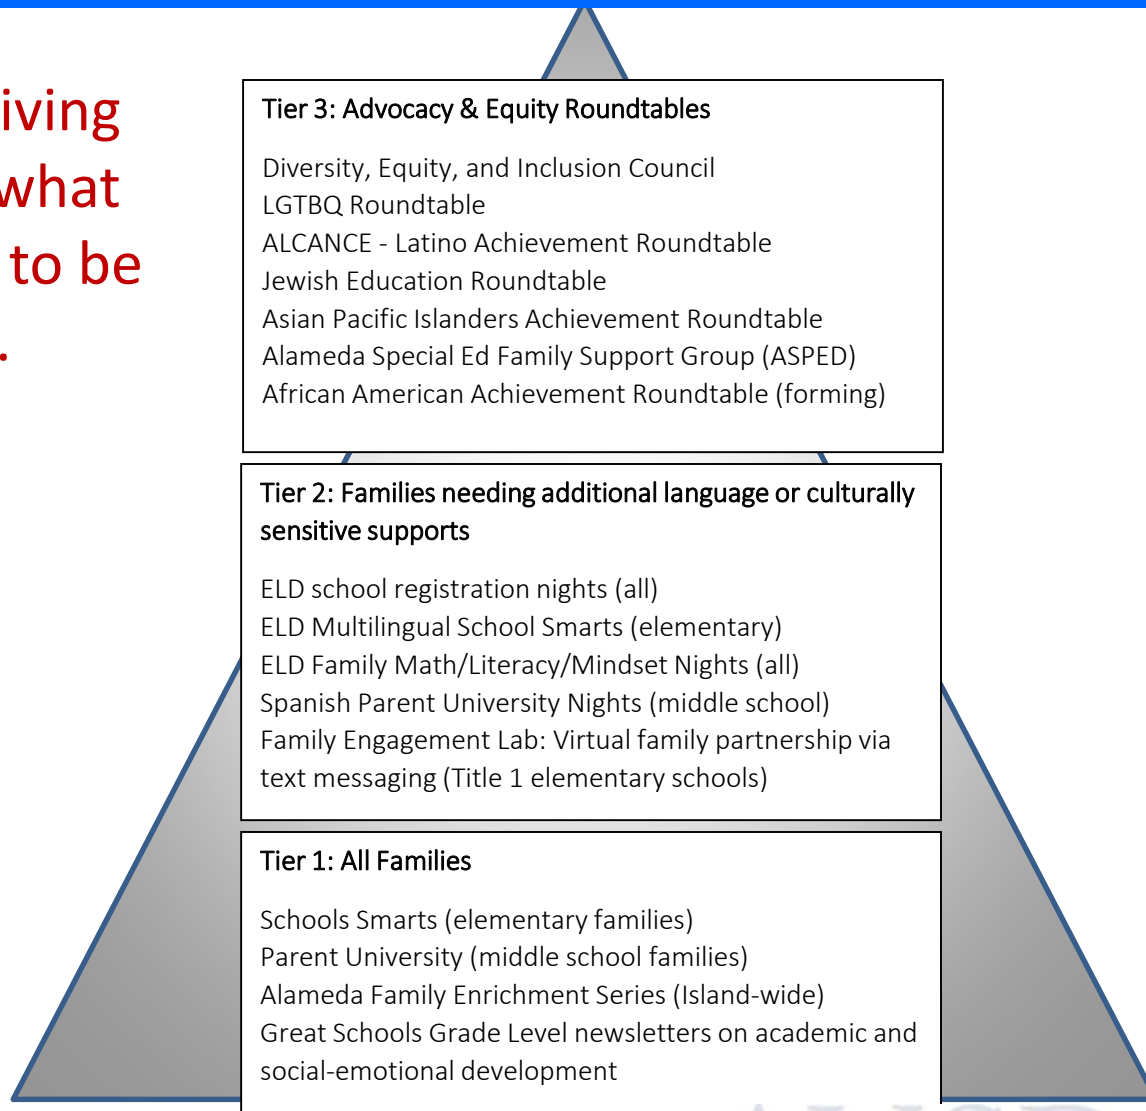 iving
what
to be
.
Tier 3: Advocacy & Equity Roundtables
Diversity, Equity, and Inclusion Council
LGTBQ Roundtable
ALCANCE - Latino Achievement Roundtable
Jewish Education Roundtable
Asian Pacific Islanders Achievement Roundtable
Alameda Special Ed Family Support Group (ASPED)
African American Achievement Roundtable (forming)
Tier 2: Families needing additional language or culturally
sensitive supports
ELD school registration nights (all)
ELD Multilingual School Smarts (elementary)
ELD Family Math/Literacy/Mindset Nights (all)
Spanish Parent University Nights (middle school)
Family Engagement Lab: Virtual family partnership via
text messaging (Title 1 elementary schools)
Tier 1: All Families
Schools Smarts (elementary families)
Parent University (middle school families)
Alameda Family Enrichment Series (Island-wide)
Great Schools Grade Level newsletters on academic and
social-emotional development